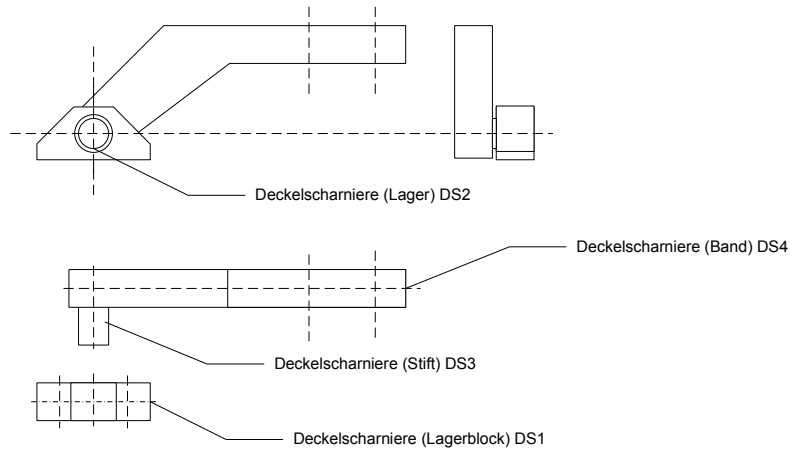 Deckelscharniere (Lager) DS2
Deckelscharniere (Band) DS4
Deckelscharniere (Stift) DS3
Deckelscharniere (Lagerblock) DS1